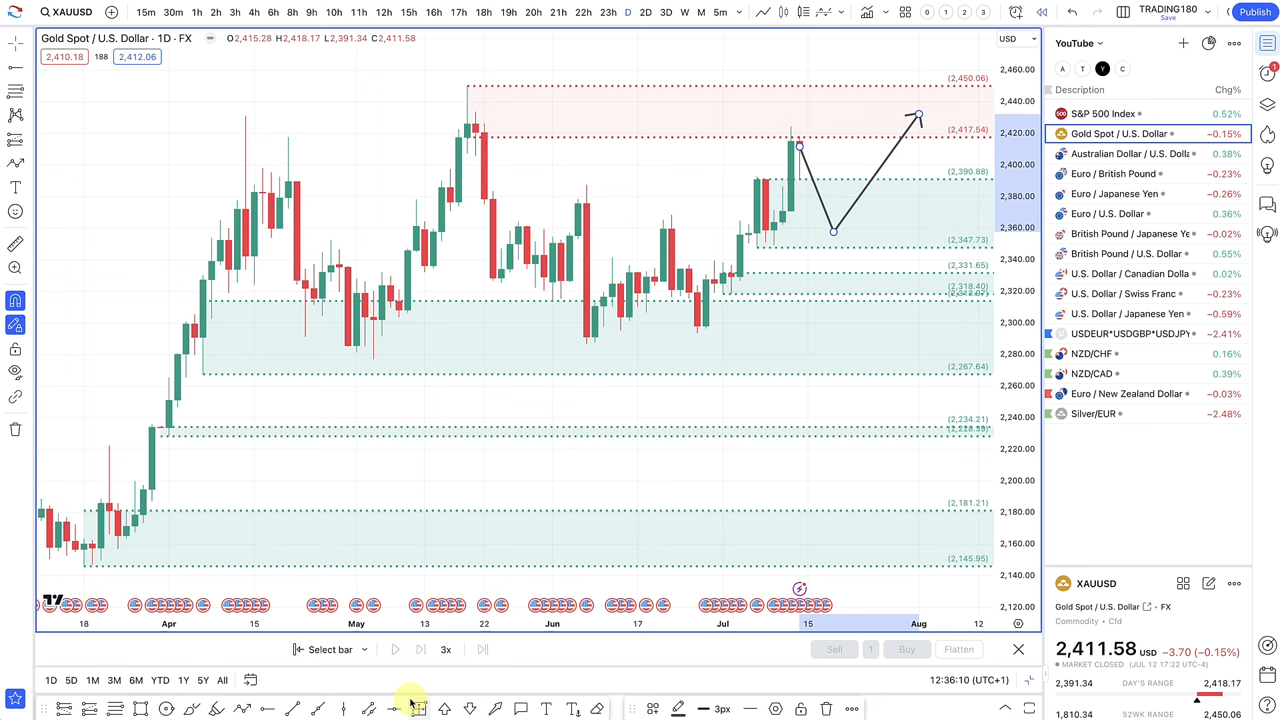 XAUUSD
15m 30m 1h 2h 3h 4h 6h 8h 9h 10h 11h 12h 15h 16h 17h 18h 19h 20h 21h 22h 23h D 2D 3D W M 5m
0 1 2 3
TRADING180
Save
Publish
Gold Spot / U.S. Dollar · 1D · FX
O2,415.28 H2,418.17 L2,391.34 C2,411.58
2,410.18 188 2,412.06
USD
2,460.00
2,440.00
2,420.00
2,400.00
2,380.00
2,360.00
2,340.00
2,320.00
2,300.00
2,280.00
2,260.00
2,240.00
2,220.00
2,200.00
2,180.00
2,160.00
2,140.00
2,120.00
(2,450.06)
(2,417.54)
(2,390.88)
(2,347.73)
(2,331.65)
(2,318.40)
(2,267.64)
(2,234.21)
(2,181.21)
(2,145.95)
18 Apr 15 May 13 22 Jun 17 Jul 15 Aug 12
Select bar 3x
Sell 1 Buy Flatten
1D 5D 1M 3M 6M YTD 1Y 5Y All
12:36:10 (UTC+1)
3px
YouTube
A T Y C
Description Chg%
S&P 500 Index 0.52%
Gold Spot / U.S. Dollar −0.15%
Australian Dollar / U.S. Dolla 0.38%
Euro / British Pound −0.23%
Euro / Japanese Yen −0.26%
Euro / U.S. Dollar 0.36%
British Pound / Japanese Ye −0.02%
British Pound / U.S. Dollar 0.55%
U.S. Dollar / Canadian Dolla 0.02%
U.S. Dollar / Swiss Franc −0.23%
U.S. Dollar / Japanese Yen −0.59%
USDEUR*USDGBP*USDJPY −2.41%
NZD/CHF 0.16%
NZD/CAD 0.39%
Euro / New Zealand Dollar −0.03%
Silver/EUR −2.48%
XAUUSD
Gold Spot / U.S. Dollar · FX
Commodity • Cfd
2,411.58 USD −3.70 (−0.15%)
MARKET CLOSED (JUL 12 17:22 UTC-4)
2,391.34 DAY'S RANGE 2,418.17
1,810.34 52WK RANGE 2,450.06